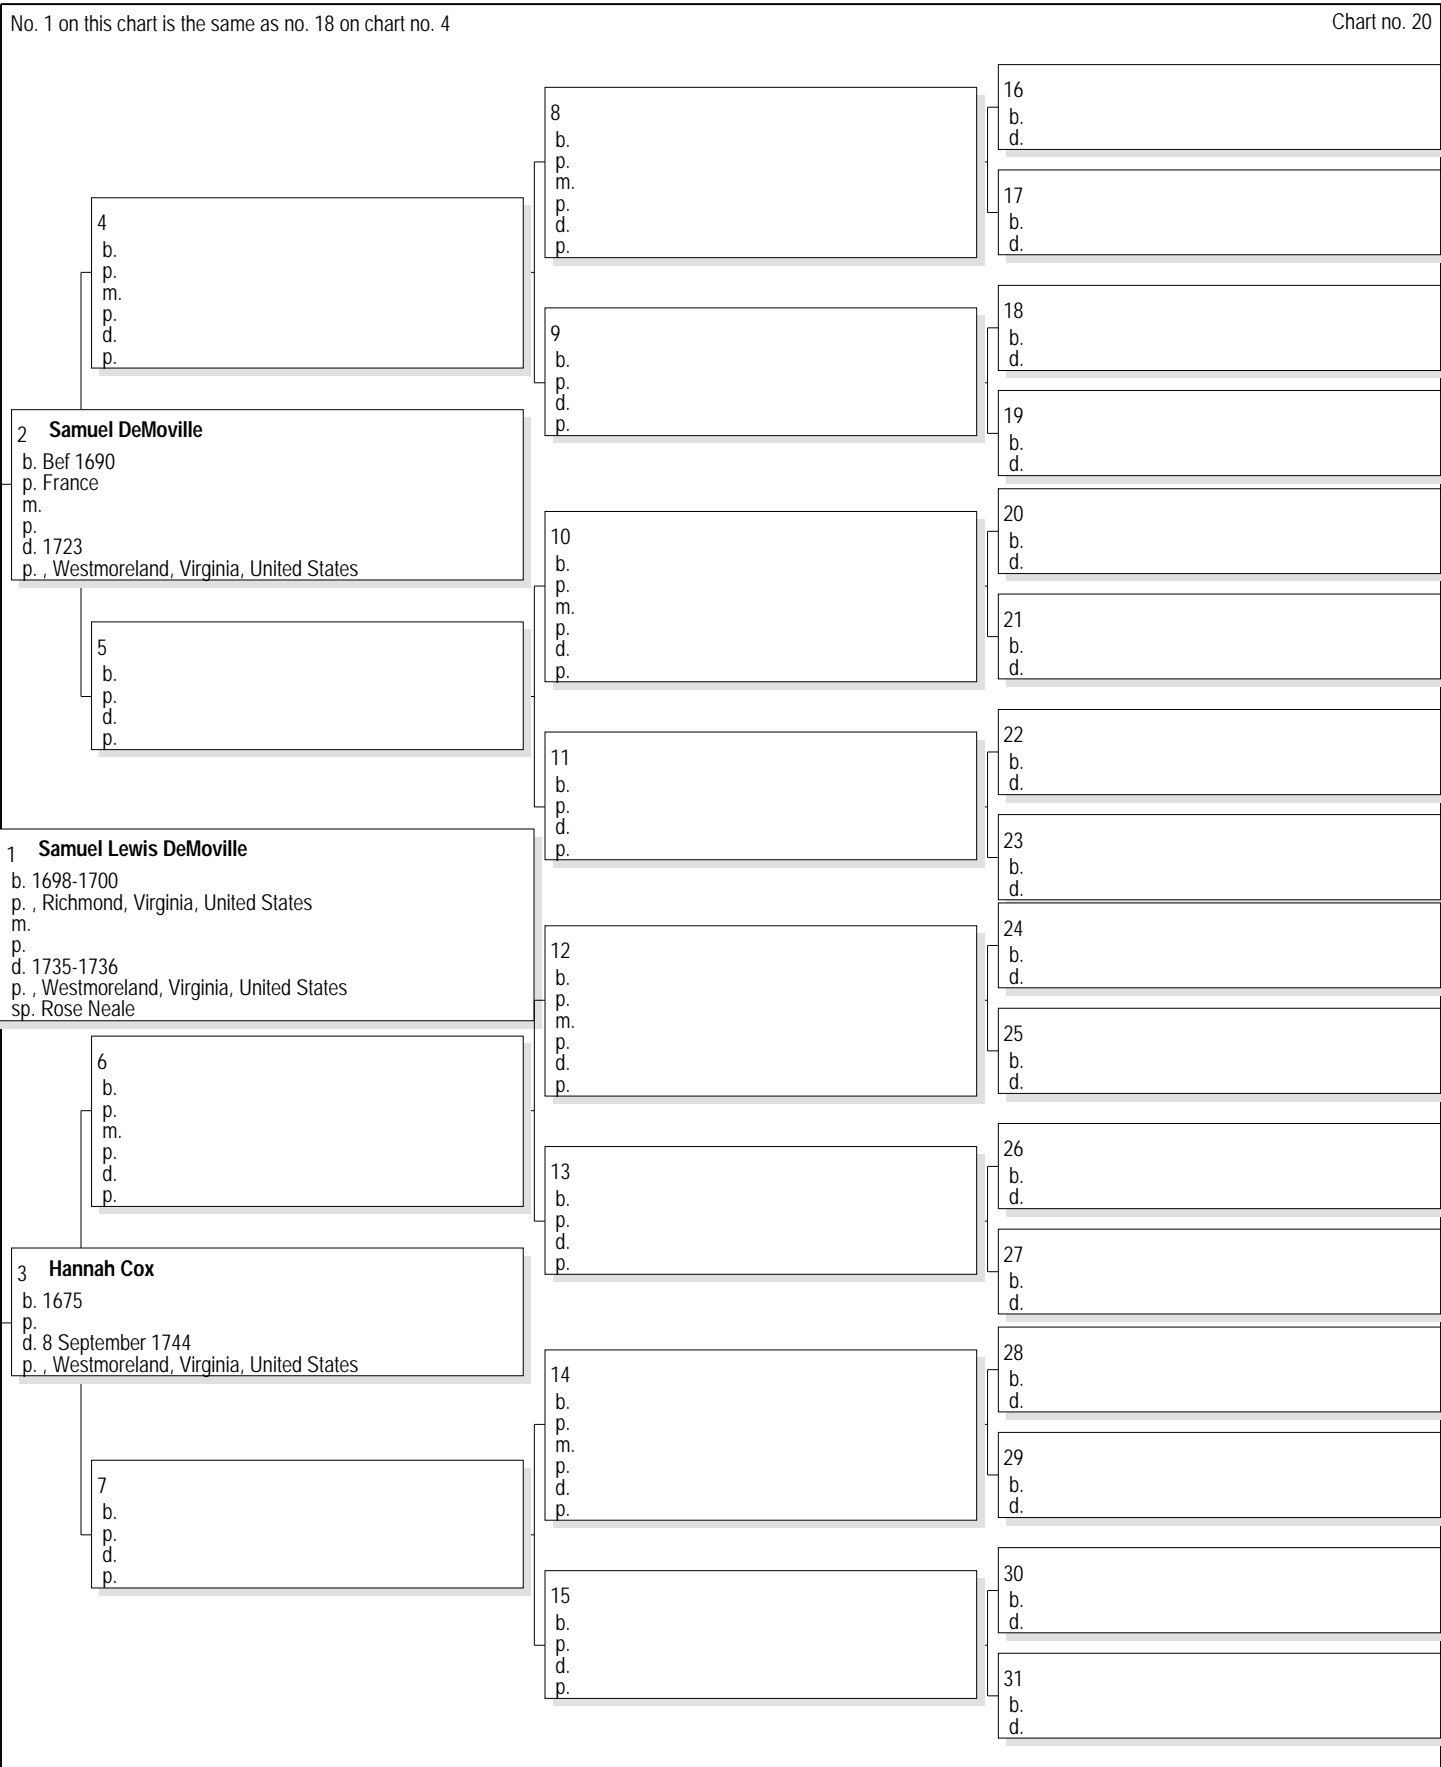 No. 1 on this chart is the same as no. 18 on chart no. 4
Chart no. 20
1 Samuel Lewis DeMoville
b. 1698-1700
p. , Richmond, Virginia, United States
m.
p.
d. 1735-1736
p. , Westmoreland, Virginia, United States
sp. Rose Neale
2 Samuel DeMoville
b. Bef 1690
p. France
m.
p.
d. 1723
p. , Westmoreland, Virginia, United States
3 Hannah Cox
b. 1675
p.
d. 8 September 1744
p. , Westmoreland, Virginia, United States
4
b.
p.
m.
p.
d.
p.
5
b.
p.
d.
p.
6
b.
p.
m.
p.
d.
p.
7
b.
p.
d.
p.
8
b.
p.
m.
p.
d.
p.
9
b.
p.
d.
p.
10
b.
p.
m.
p.
d.
p.
11
b.
p.
d.
p.
12
b.
p.
m.
p.
d.
p.
13
b.
p.
d.
p.
14
b.
p.
m.
p.
d.
p.
15
b.
p.
d.
p.
16
b.
d.
17
b.
d.
18
b.
d.
19
b.
d.
20
b.
d.
21
b.
d.
22
b.
d.
23
b.
d.
24
b.
d.
25
b.
d.
26
b.
d.
27
b.
d.
28
b.
d.
29
b.
d.
30
b.
d.
31
b.
d.